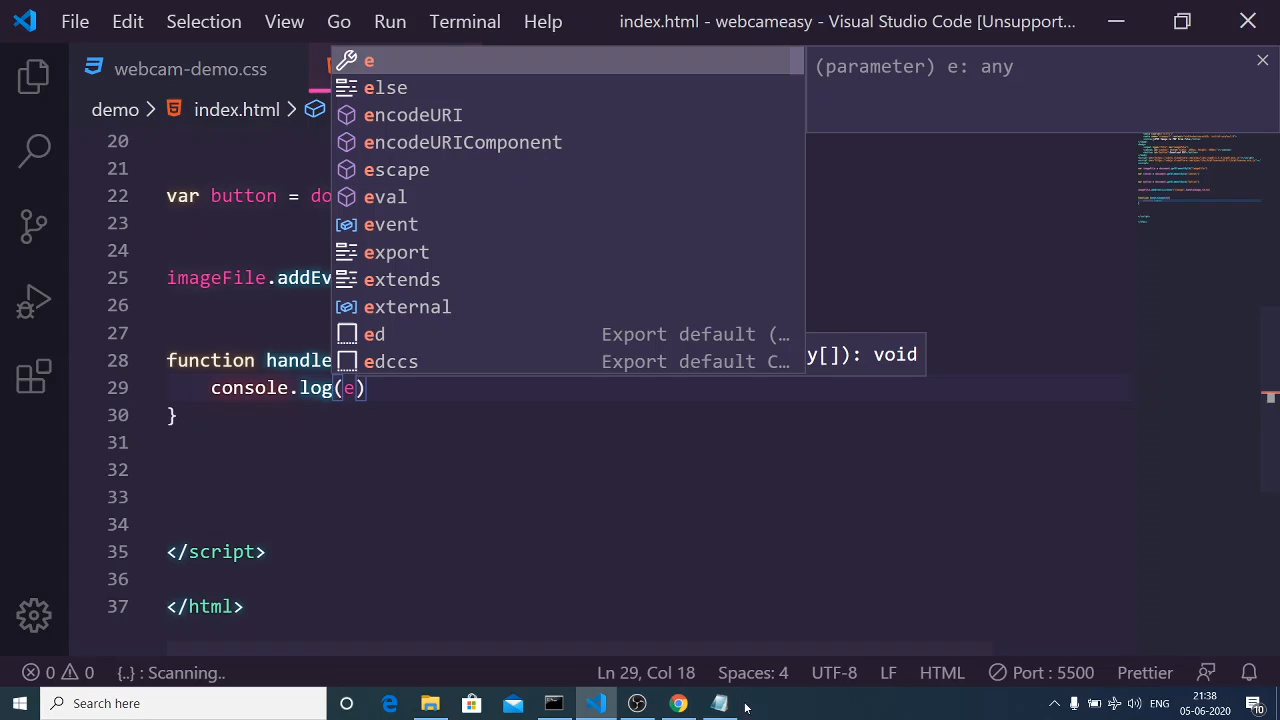 File Edit Selection View Go Run Terminal Help index.html - webcameasy - Visual Studio Code [Unsupport...
webcam-demo.css
demo > index.html >
e
(parameter) e: any
else
encodeURI
encodeURIComponent
escape
eval
event
export
extends
external
ed Export default (...
edccs Export default C...
20
21
22 var button = do
23
24
25 imageFile.addEv
26
27
28 function handle
y[]): void
29 console.log(e)
30 }
31
32
33
34
35 </script>
36
37 </html>
0 0 {..} : Scanning.. Ln 29, Col 18 Spaces: 4 UTF-8 LF HTML Port : 5500 Prettier
Search here
ENG
21:38
05-06-2020
10